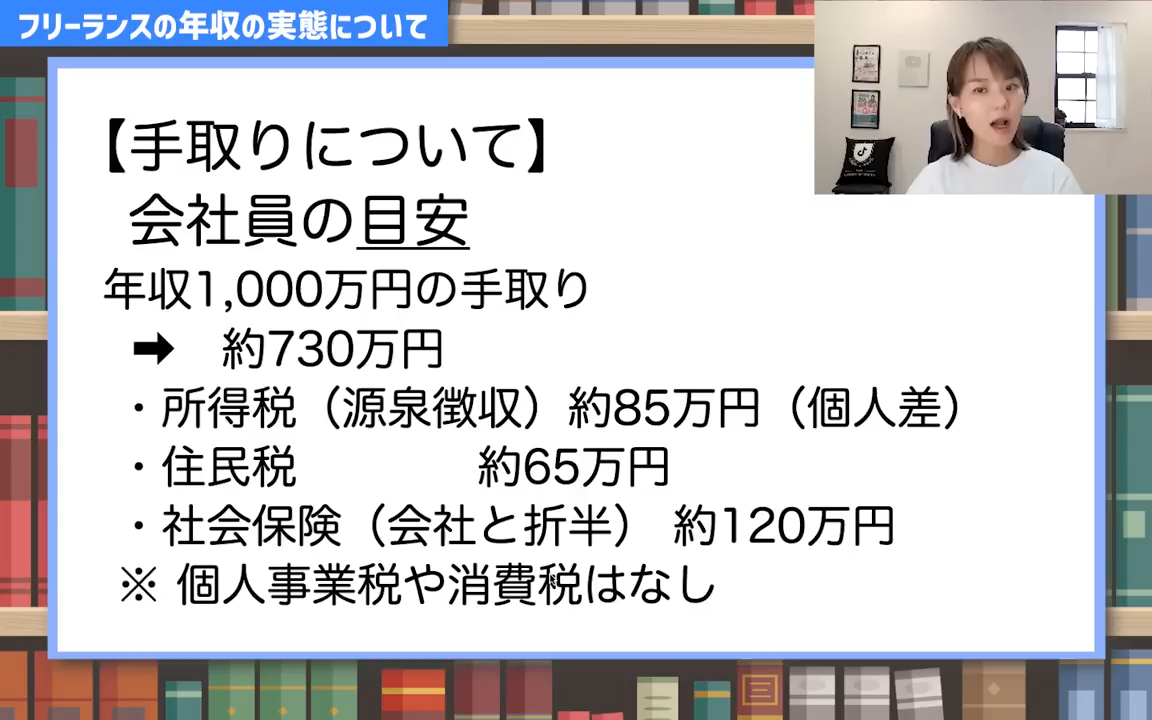 フリーランスの年収の実態について
【手取りについて】
会社員の目安
年収1,000万円の手取り
➡ 約730万円
・所得税（源泉徴収）約85万円（個人差）
・住民税 約65万円
・社会保険（会社と折半） 約120万円
※ 個人事業税や消費税はなし